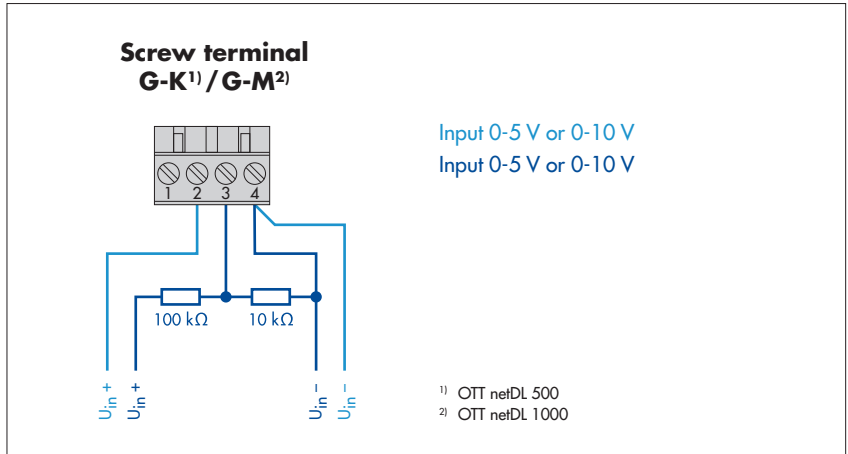 Screw terminal
G-K¹⁾ / G-M²⁾
Input 0-5 V or 0-10 V
Input 0-5 V or 0-10 V
1 2 3 4
100 kΩ 10 kΩ
Uin + Uin + Uin – Uin –
¹⁾ OTT netDL 500
²⁾ OTT netDL 1000